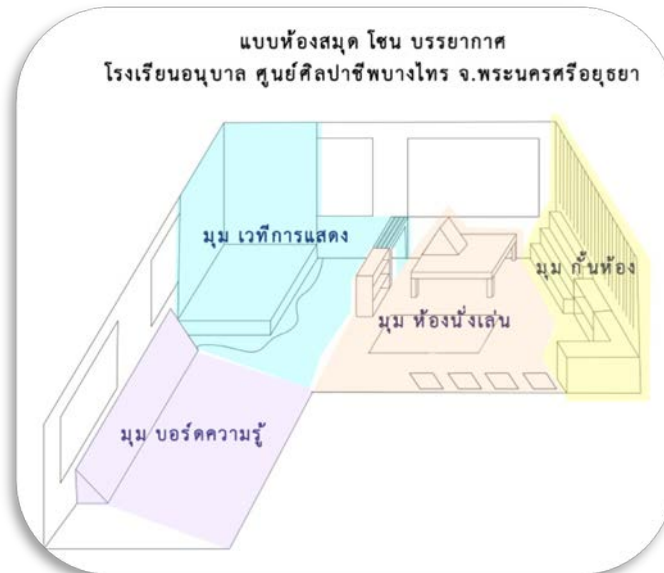 แบบห้องสมุด โซน บรรยากาศ
โรงเรียนอนุบาล ศูนย์ศิลปาชีพบางไทร จ.พระนครศรีอยุธยา
มุม เวทีการแสดง
มุม กั้นห้อง
มุม ห้องนั่งเล่น
มุม บอร์ดความรู้